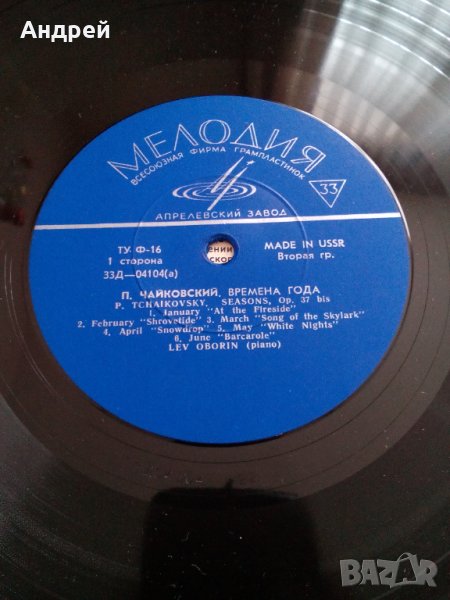 Андрей
МЕЛОДИЯ
ВСЕСОЮЗНАЯ ФИРМА ГРАМПЛАСТИНОК
33
АПРЕЛЕВСКИЙ ЗАВОД
ТУ Ф-16
MADE IN USSR
1 сторона
Вторая гр.
33Д—04104(a)
ении
ског
П. ЧАЙКОВСКИЙ, ВРЕМЕНА ГОДА
P. TCHAIKOVSKY, SEASONS, Op. 37 bis
1. January "At the Fireside"
2. February "Shrovetide" 3. March "Song of the Skylark"
4. April "Snowdrop" 5. May "White Nights"
6. June "Barcarole"
LEV OBORIN (piano)
BAZAR